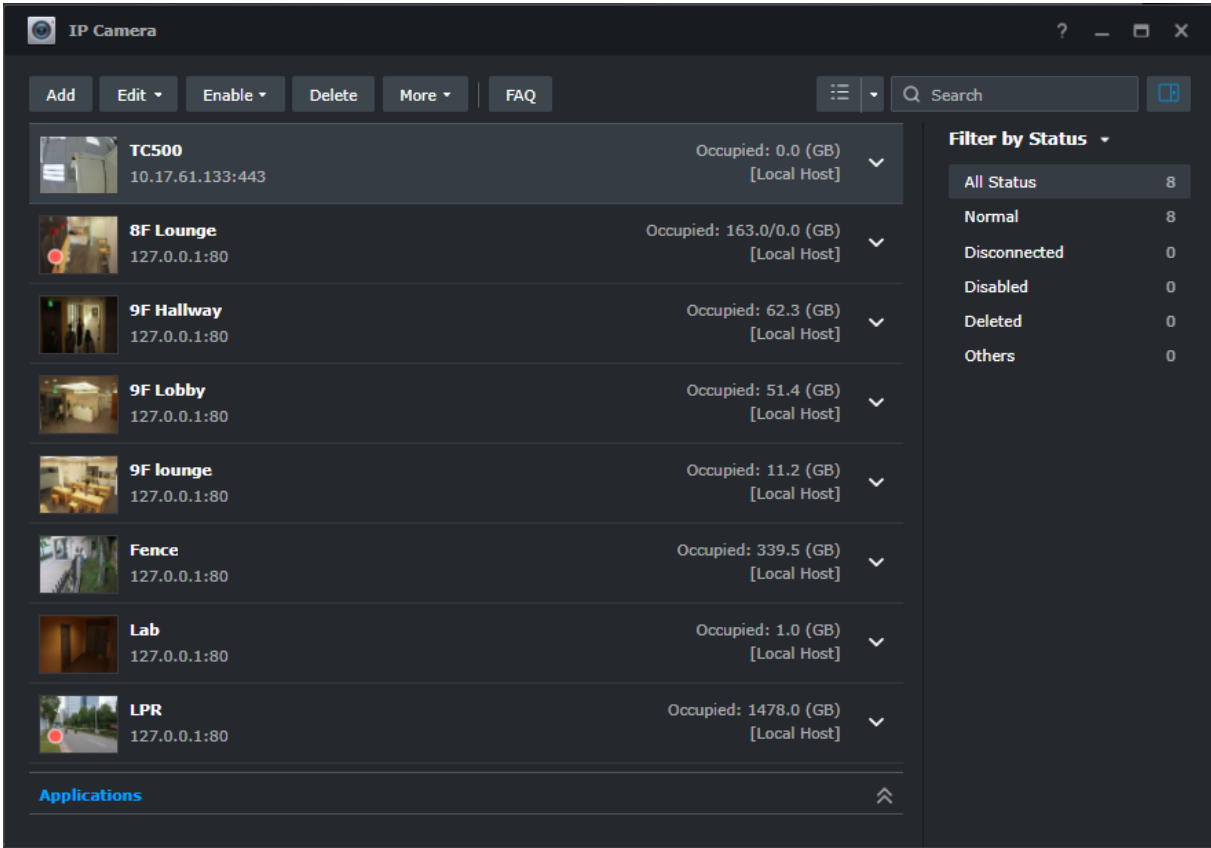 IP Camera
?
Add Edit Enable Delete More FAQ Search
TC500
Occupied: 0.0 (GB)
10.17.61.133:443
[Local Host]
8F Lounge
Occupied: 163.0/0.0 (GB)
127.0.0.1:80
[Local Host]
9F Hallway
Occupied: 62.3 (GB)
127.0.0.1:80
[Local Host]
9F Lobby
Occupied: 51.4 (GB)
127.0.0.1:80
[Local Host]
9F lounge
Occupied: 11.2 (GB)
127.0.0.1:80
[Local Host]
Fence
Occupied: 339.5 (GB)
127.0.0.1:80
[Local Host]
Lab
Occupied: 1.0 (GB)
127.0.0.1:80
[Local Host]
LPR
Occupied: 1478.0 (GB)
127.0.0.1:80
[Local Host]
Applications
Filter by Status
All Status 8
Normal 8
Disconnected 0
Disabled 0
Deleted 0
Others 0